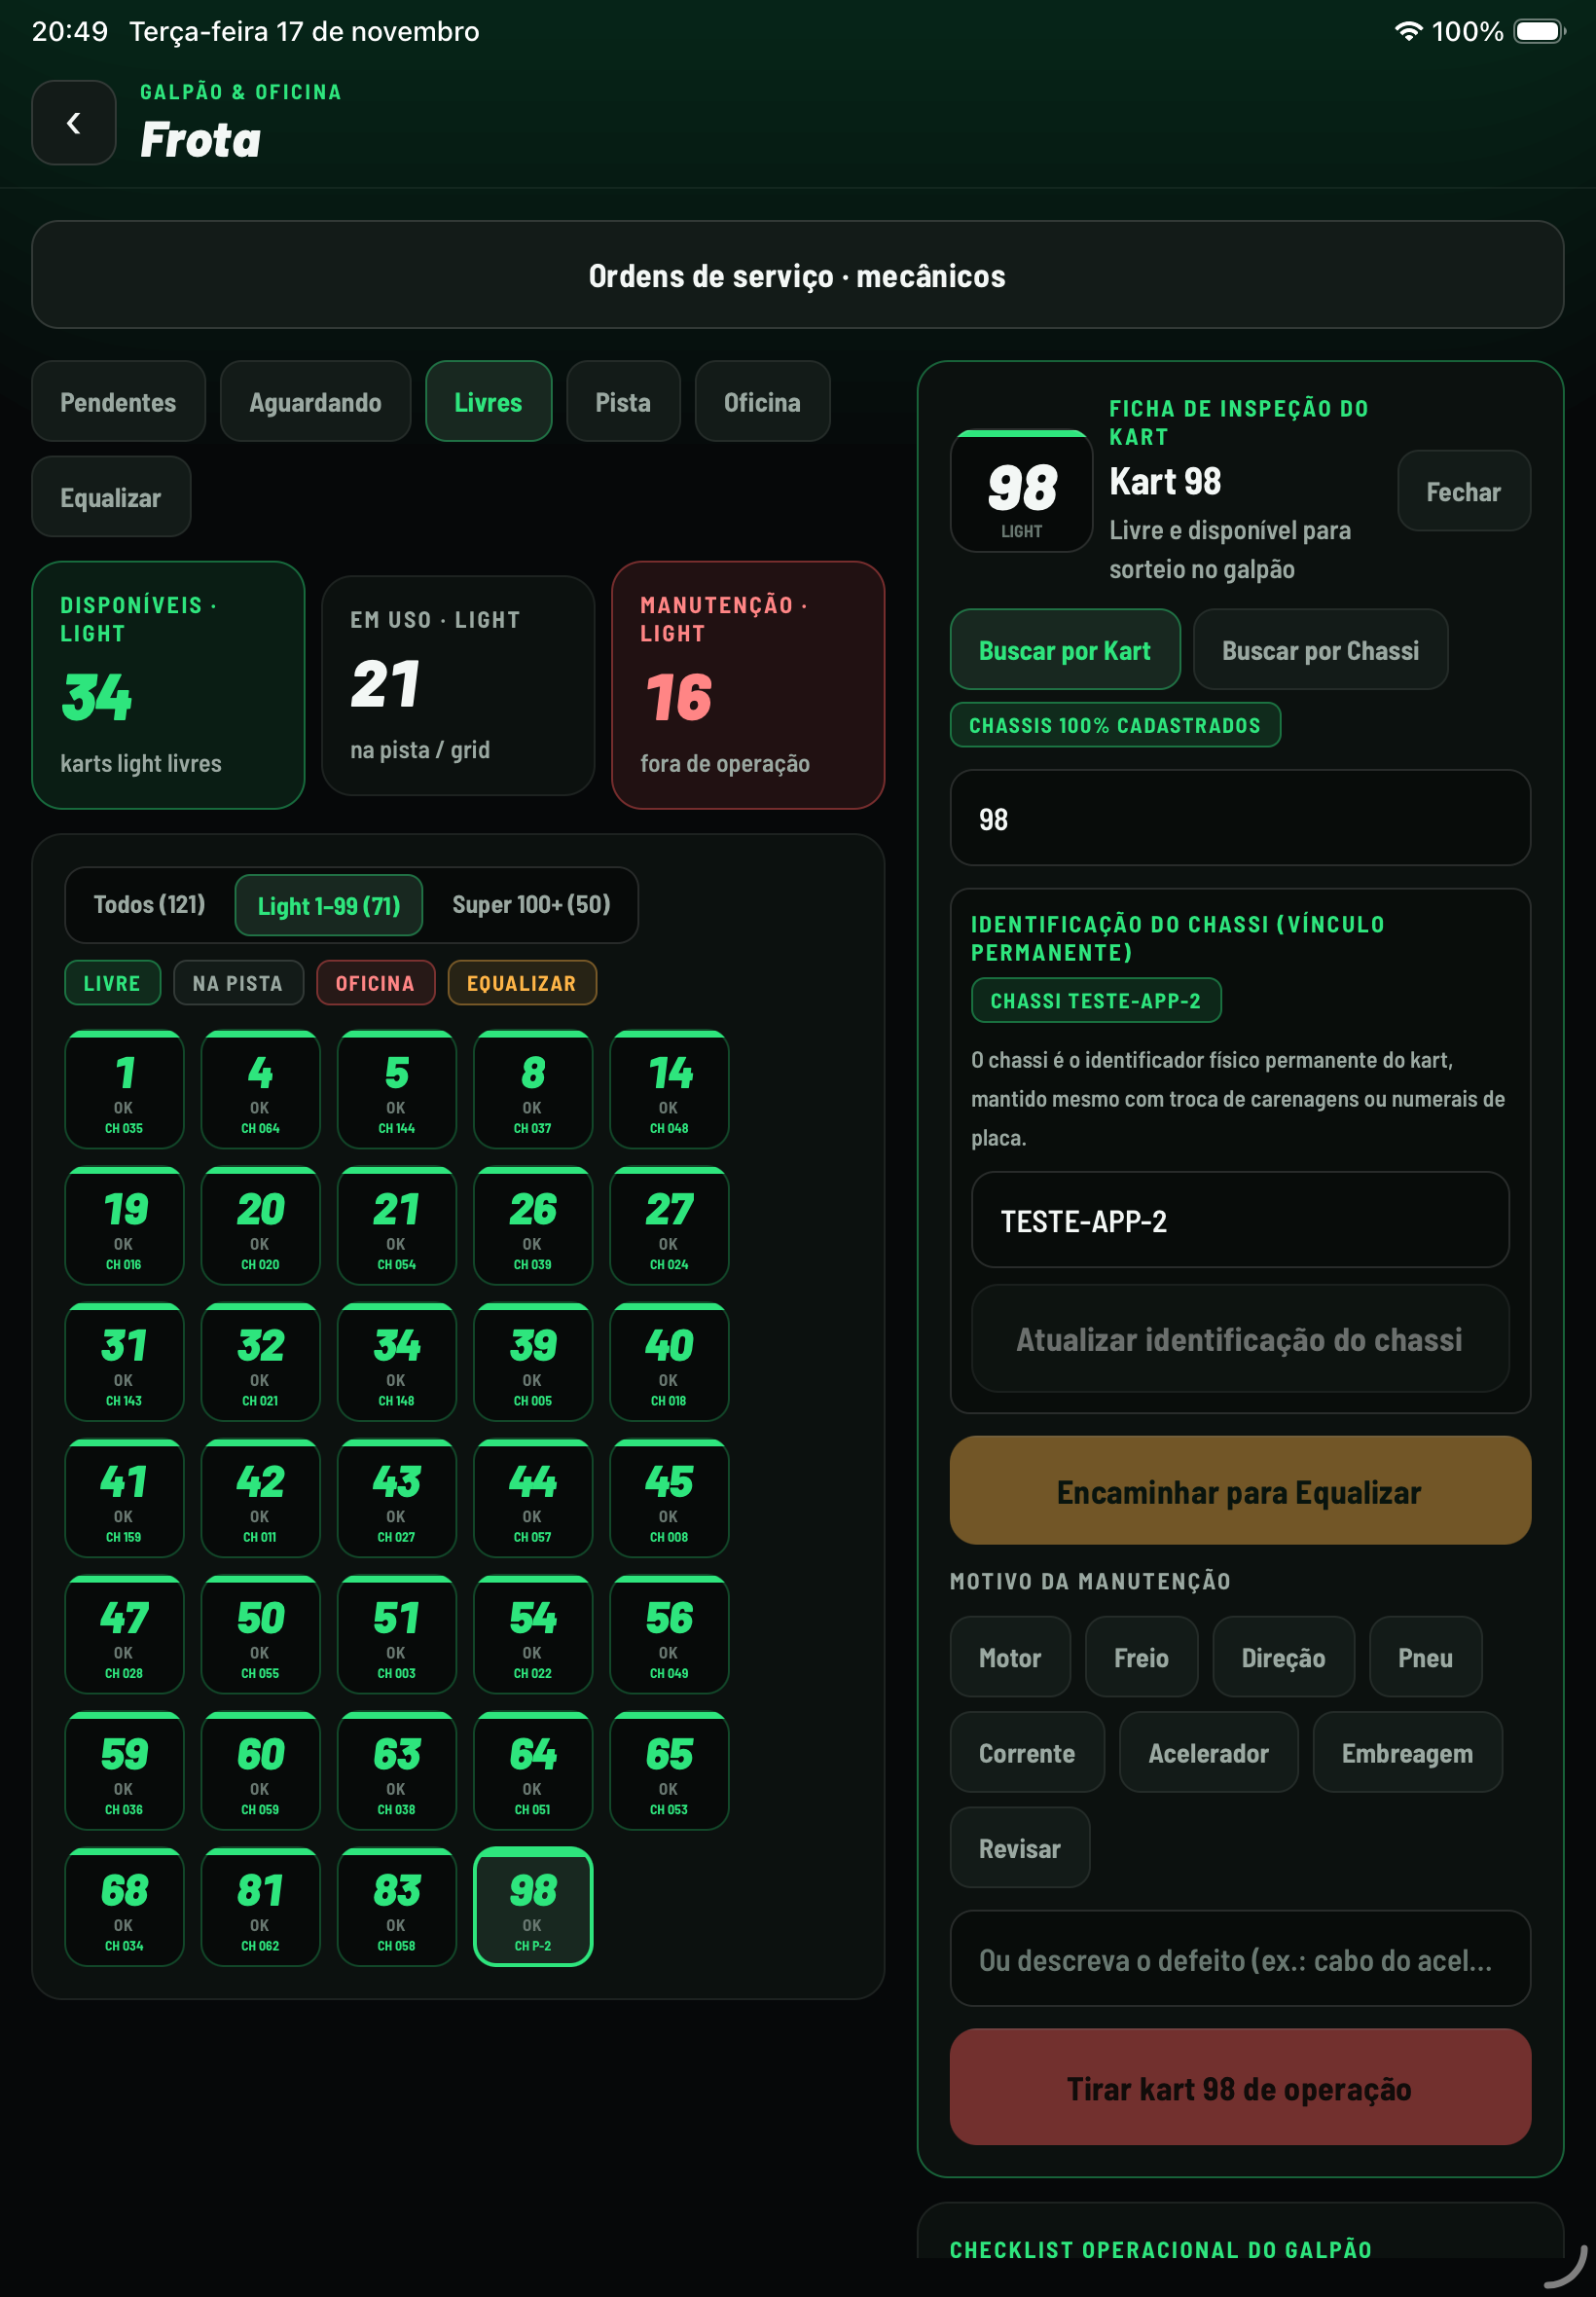 20:49 Terça-feira 17 de novembro
100%
GALPÃO & OFICINA
Frota
Ordens de serviço · mecânicos
Pendentes
Aguardando
Livres
Pista
Oficina
Equalizar
DISPONÍVEIS ·
LIGHT
34
karts light livres
EM USO · LIGHT
21
na pista / grid
MANUTENÇÃO ·
LIGHT
16
fora de operação
Todos (121)
Light 1–99 (71)
Super 100+ (50)
LIVRE
NA PISTA
OFICINA
EQUALIZAR
1
OK
CH 035
4
OK
CH 064
5
OK
CH 144
8
OK
CH 037
14
OK
CH 048
19
OK
CH 016
20
OK
CH 020
21
OK
CH 054
26
OK
CH 039
27
OK
CH 024
31
OK
CH 143
32
OK
CH 021
34
OK
CH 148
39
OK
CH 005
40
OK
CH 018
41
OK
CH 159
42
OK
CH 011
43
OK
CH 027
44
OK
CH 057
45
OK
CH 008
47
OK
CH 028
50
OK
CH 055
51
OK
CH 003
54
OK
CH 022
56
OK
CH 049
59
OK
CH 036
60
OK
CH 059
63
OK
CH 038
64
OK
CH 051
65
OK
CH 053
68
OK
CH 034
81
OK
CH 062
83
OK
CH 058
98
OK
CH P-2
98
LIGHT
FICHA DE INSPEÇÃO DO
KART
Kart 98
Livre e disponível para
sorteio no galpão
Fechar
Buscar por Kart
Buscar por Chassi
CHASSIS 100% CADASTRADOS
98
IDENTIFICAÇÃO DO CHASSI (VÍNCULO
PERMANENTE)
CHASSI TESTE-APP-2
O chassi é o identificador físico permanente do kart,
mantido mesmo com troca de carenagens ou numerais de
placa.
TESTE-APP-2
Atualizar identificação do chassi
Encaminhar para Equalizar
MOTIVO DA MANUTENÇÃO
Motor
Freio
Direção
Pneu
Corrente
Acelerador
Embreagem
Revisar
Ou descreva o defeito (ex.: cabo do acel...
Tirar kart 98 de operação
CHECKLIST OPERACIONAL DO GALPÃO